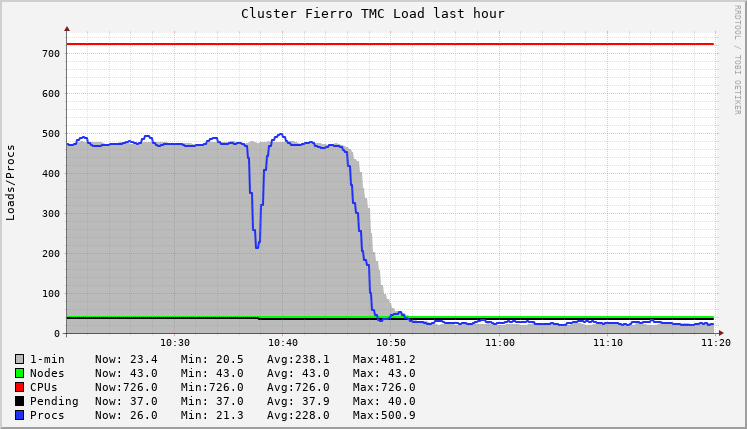 Cluster Fierro TMC Load last hour
RRDTOOL / TOBI OETIKER
Loads/Procs
700
600
500
400
300
200
100
0
10:30 10:40 10:50 11:00 11:10 11:20
1-min Now: 23.4 Min: 20.5 Avg:238.1 Max:481.2
Nodes Now: 43.0 Min: 43.0 Avg: 43.0 Max: 43.0
CPUs Now:726.0 Min:726.0 Avg:726.0 Max:726.0
Pending Now: 37.0 Min: 37.0 Avg: 37.9 Max: 40.0
Procs Now: 26.0 Min: 21.3 Avg:228.0 Max:500.9